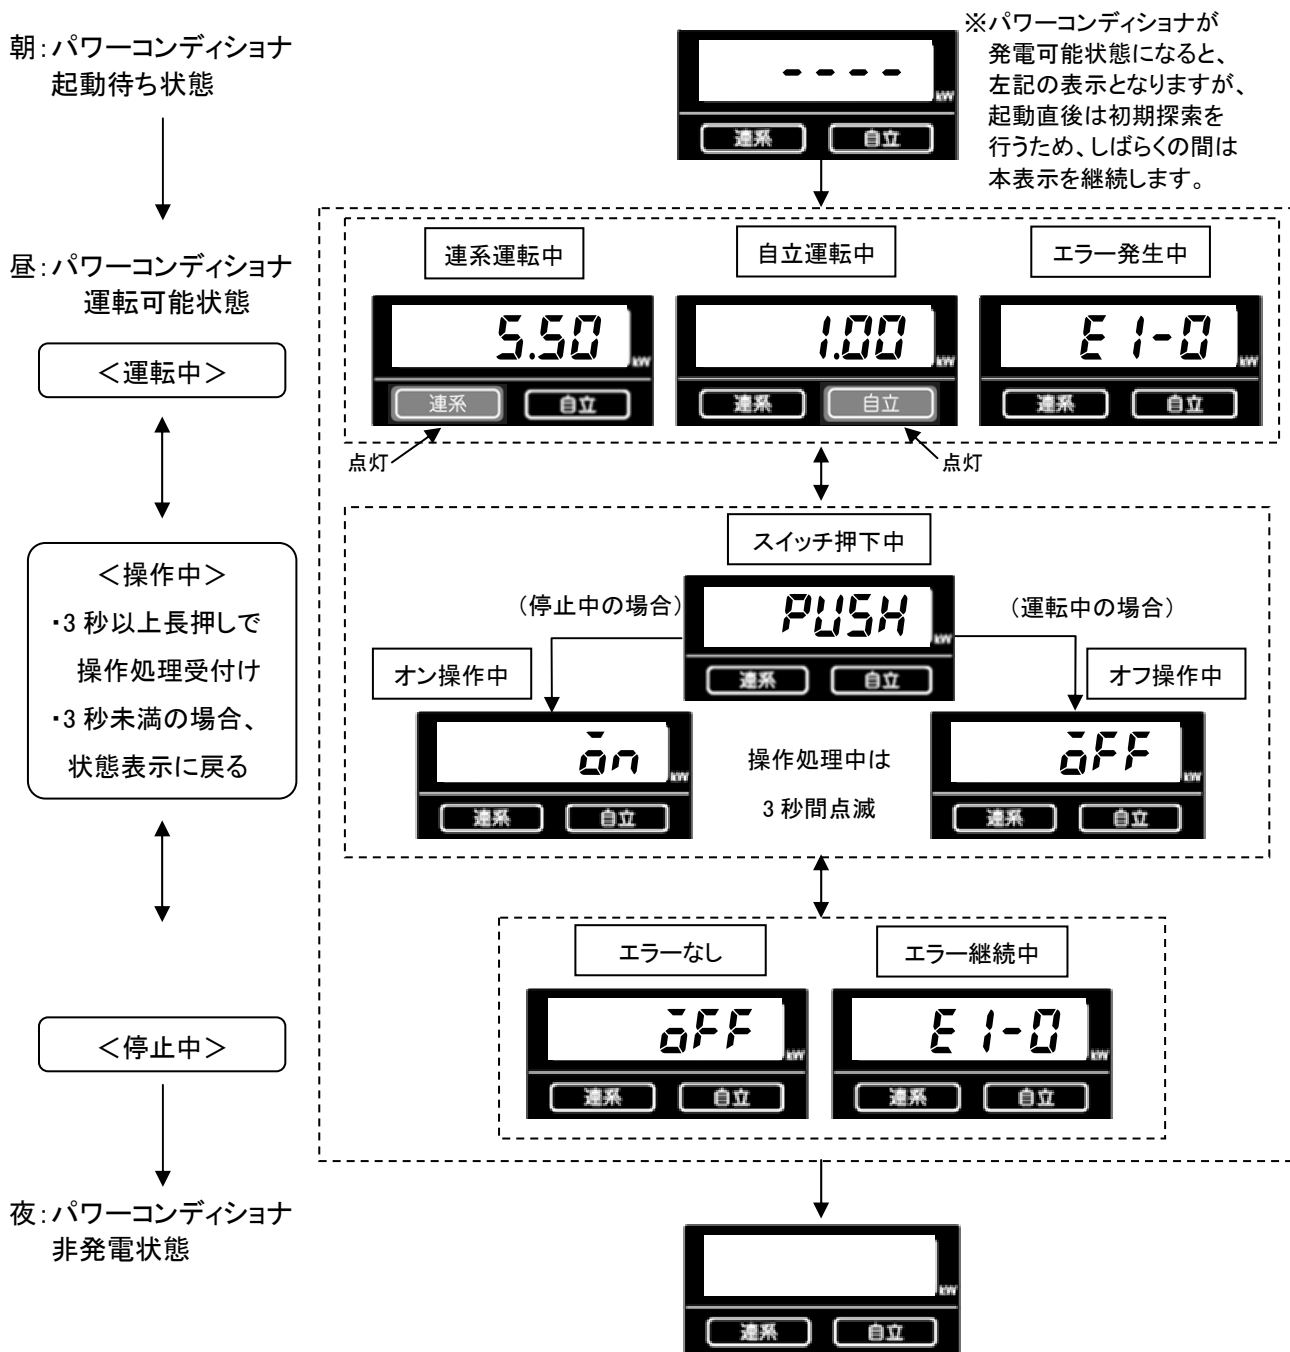 朝：パワーコンディショナ
起動待ち状態
----
kW
連系 自立
※パワーコンディショナが
発電可能状態になると、
左記の表示となりますが、
起動直後は初期探索を
行うため、しばらくの間は
本表示を継続します。
昼：パワーコンディショナ
運転可能状態
＜運転中＞
連系運転中
5.50
kW
連系 自立
点灯
自立運転中
1.00
kW
連系 自立
点灯
エラー発生中
E1-0
kW
連系 自立
＜操作中＞
・3 秒以上長押しで
操作処理受付け
・3 秒未満の場合、
状態表示に戻る
スイッチ押下中
（停止中の場合）
PUSH
kW
連系 自立
（運転中の場合）
オン操作中
ōn
kW
連系 自立
操作処理中は
3 秒間点滅
オフ操作中
ōFF
kW
連系 自立
＜停止中＞
エラーなし
ōFF
kW
連系 自立
エラー継続中
E1-0
kW
連系 自立
夜：パワーコンディショナ
非発電状態
kW
連系 自立